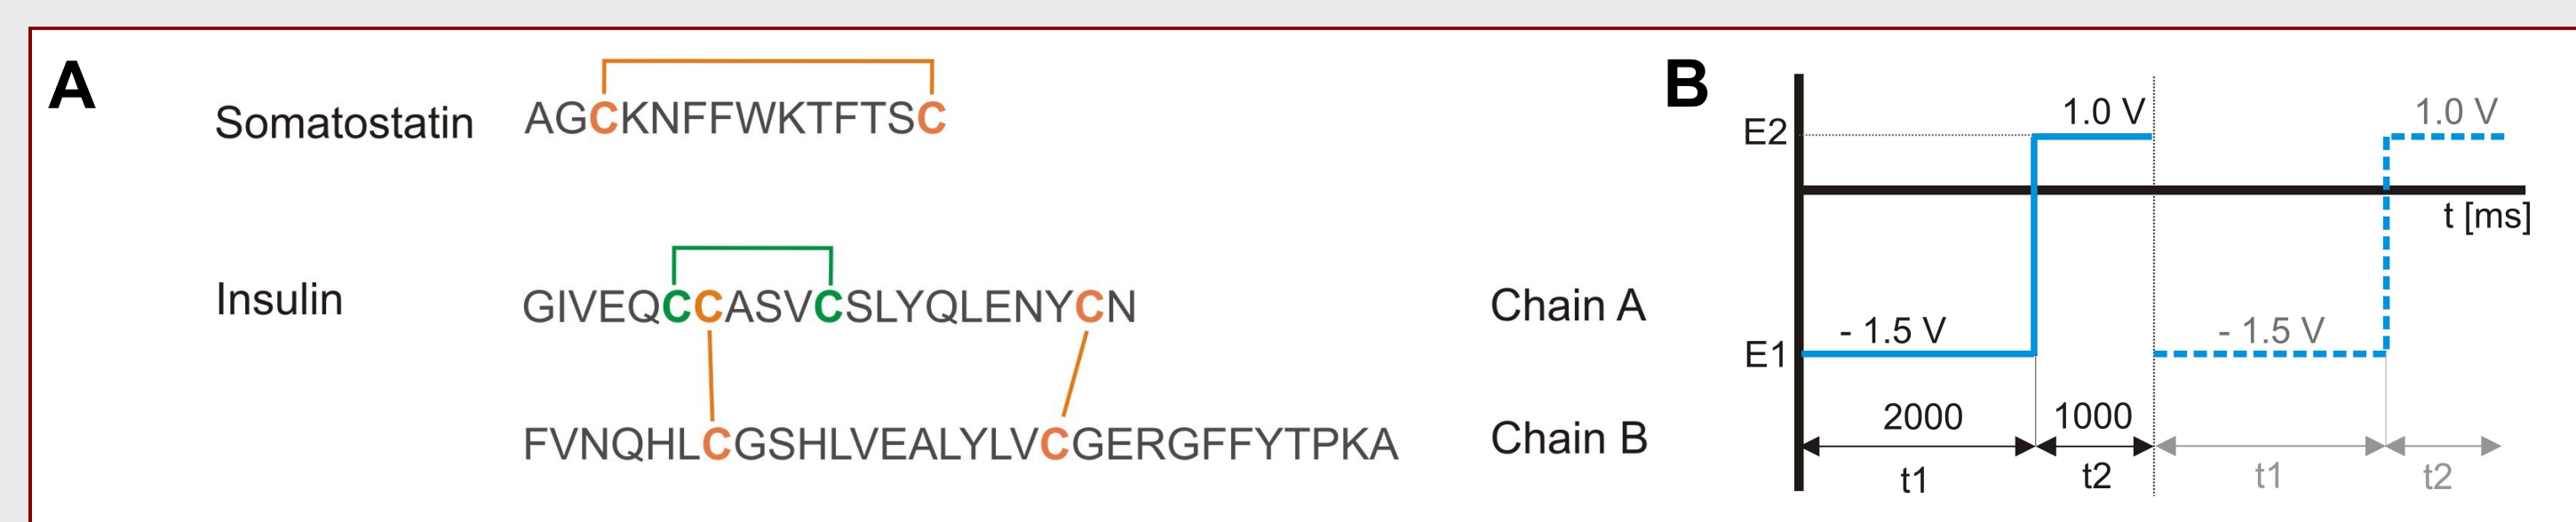 A
Somatostatin AGCKNFFWKTFTSC
Insulin GIVEQCCASVCSLYQLENYCN Chain A
FVNQHLCGSHLVEALYLVCGERGFFYTPKA Chain B
B
1.0 V 1.0 V
E2
t [ms]
- 1.5 V - 1.5 V
E1
2000 1000
t1 t2 t1 t2